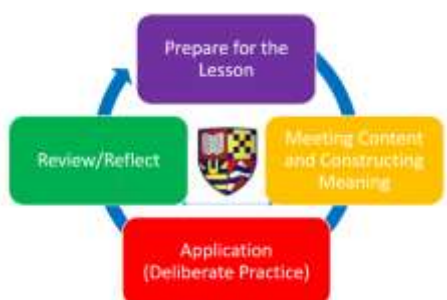 Prepare for the
Lesson
Meeting Content
and Constructing
Meaning
Application
(Deliberate Practice)
Review/Reflect